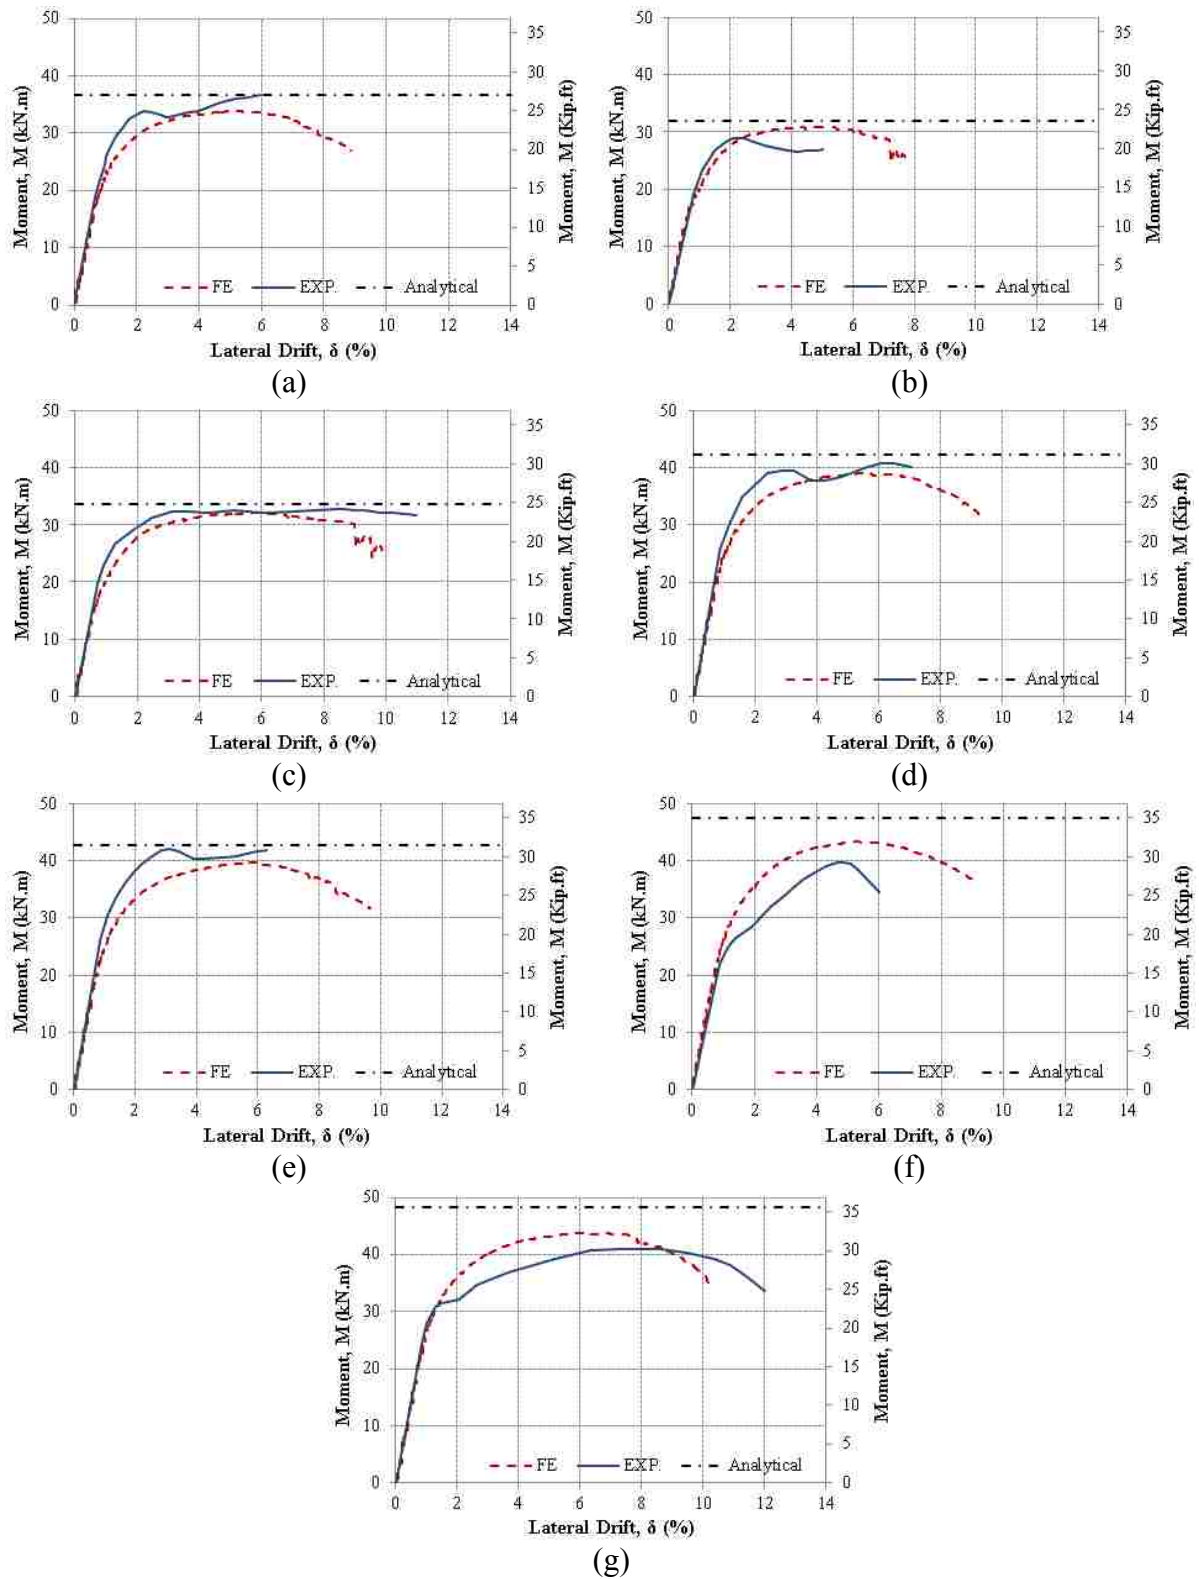 50
40
30
20
10
0
Moment, M (kN.m)
35
30
25
20
15
10
5
0
Moment, M (Kip.ft)
FE EXP. Analytical
0 2 4 6 8 10 12 14
Lateral Drift, δ (%)
(a)
50
40
30
20
10
0
Moment, M (kN.m)
35
30
25
20
15
10
5
0
Moment, M (Kip.ft)
FE EXP. Analytical
0 2 4 6 8 10 12 14
Lateral Drift, δ (%)
(b)
50
40
30
20
10
0
Moment, M (kN.m)
35
30
25
20
15
10
5
0
Moment, M (Kip.ft)
FE EXP. Analytical
0 2 4 6 8 10 12 14
Lateral Drift, δ (%)
(c)
50
40
30
20
10
0
Moment, M (kN.m)
35
30
25
20
15
10
5
0
Moment, M (Kip.ft)
FE EXP. Analytical
0 2 4 6 8 10 12 14
Lateral Drift, δ (%)
(d)
50
40
30
20
10
0
Moment, M (kN.m)
35
30
25
20
15
10
5
0
Moment, M (Kip.ft)
FE EXP. Analytical
0 2 4 6 8 10 12 14
Lateral Drift, δ (%)
(e)
50
40
30
20
10
0
Moment, M (kN.m)
35
30
25
20
15
10
5
0
Moment, M (Kip.ft)
FE EXP. Analytical
0 2 4 6 8 10 12 14
Lateral Drift, δ (%)
(f)
50
40
30
20
10
0
Moment, M (kN.m)
35
30
25
20
15
10
5
0
Moment, M (Kip.ft)
FE EXP. Analytical
0 2 4 6 8 10 12 14
Lateral Drift, δ (%)
(g)